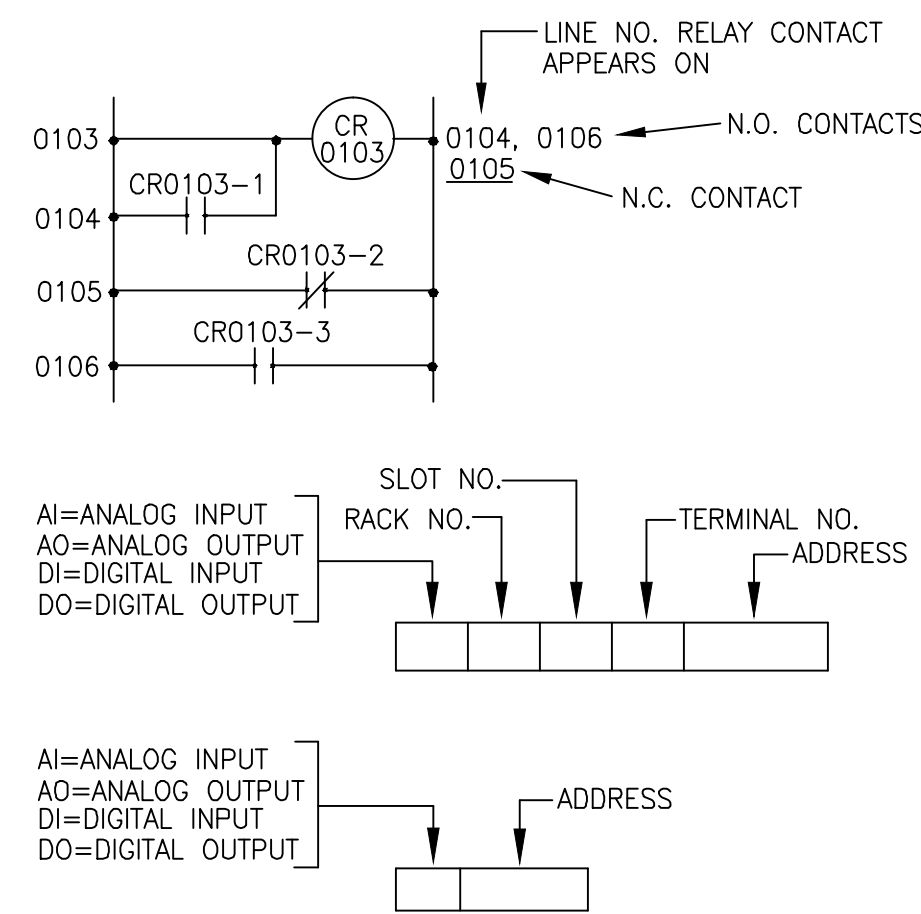 LINE NO. RELAY CONTACT
APPEARS ON
0103
CR
0103
0104, 0106
N.O. CONTACTS
0105
N.C. CONTACT
CR0103-1
0104
CR0103-2
0105
CR0103-3
0106
SLOT NO.
RACK NO.
TERMINAL NO.
ADDRESS
AI=ANALOG INPUT
AO=ANALOG OUTPUT
DI=DIGITAL INPUT
DO=DIGITAL OUTPUT
AI=ANALOG INPUT
AO=ANALOG OUTPUT
DI=DIGITAL INPUT
DO=DIGITAL OUTPUT
ADDRESS